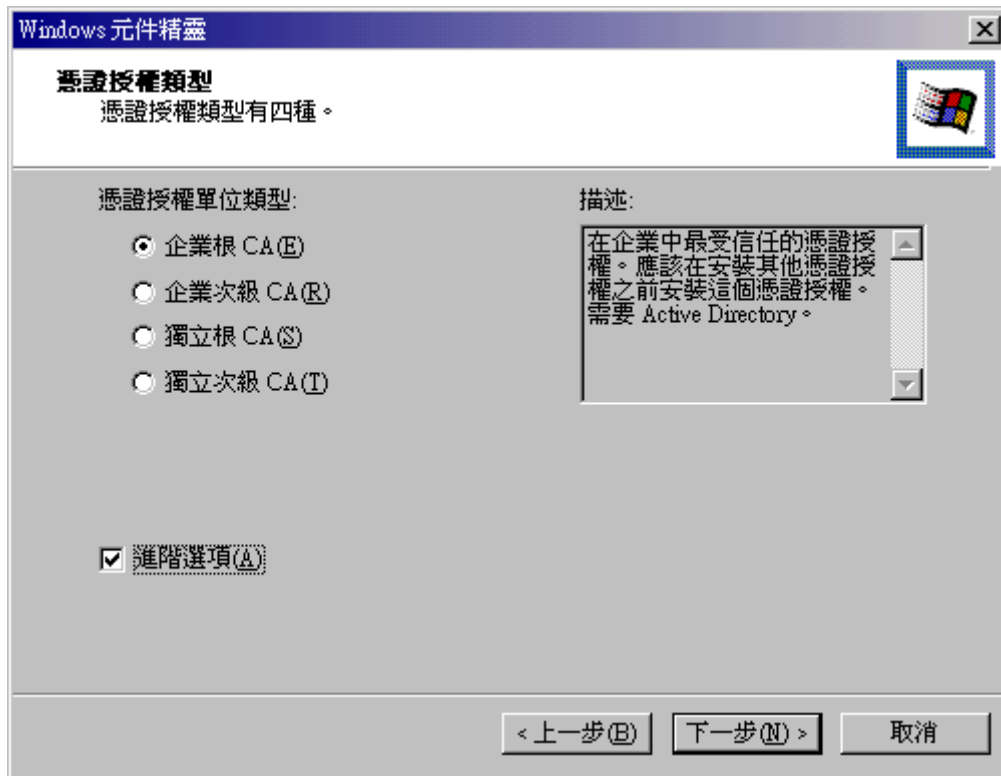 Windows 元件精靈
憑證授權類型
憑證授權類型有四種。
憑證授權單位類型:
企業根 CA(E)
企業次級 CA(R)
獨立根 CA(S)
獨立次級 CA(T)
描述:
在企業中最受信任的憑證授
權。應該在安裝其他憑證授
權之前安裝這個憑證授權。
需要 Active Directory。
進階選項(A)
< 上一步(B)
下一步(N) >
取消